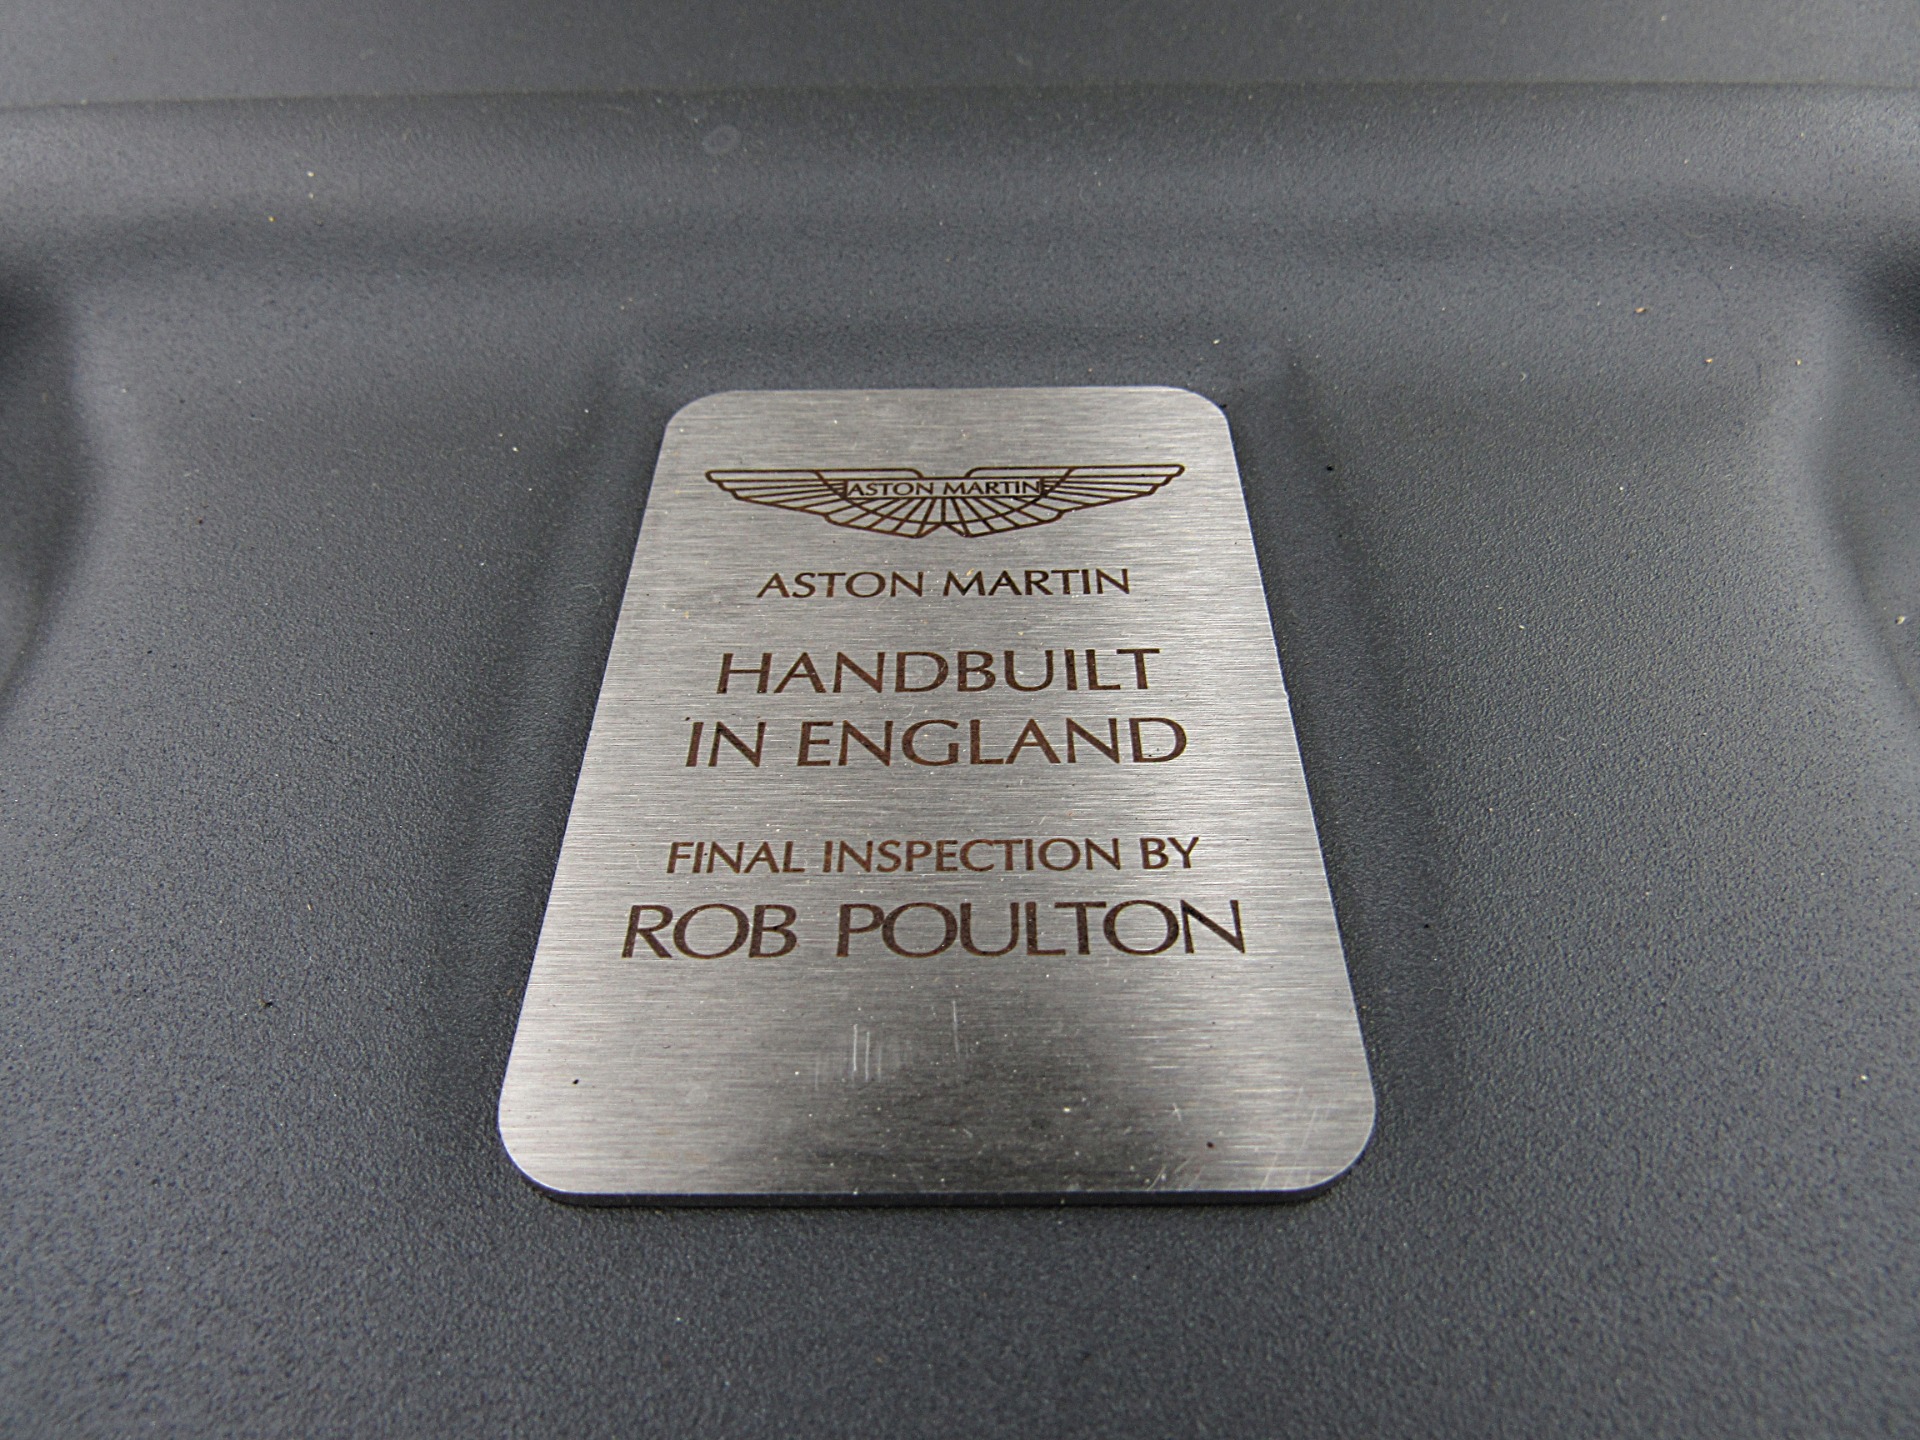 ASTON MARTIN
ASTON MARTIN
HANDBUILT
IN ENGLAND
FINAL INSPECTION BY
ROB POULTON